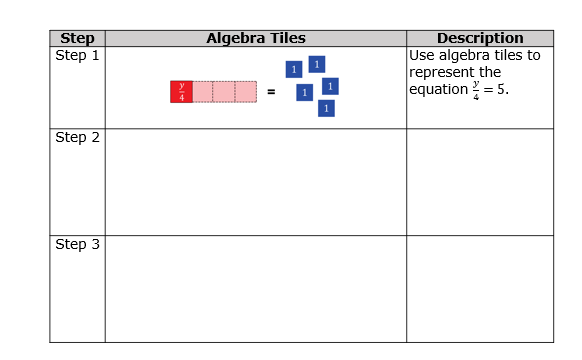 Step Algebra Tiles Description
Step 1
y/4 = 1 1 1 1 1
Use algebra tiles to
represent the
equation y/4 = 5.
Step 2
Step 3